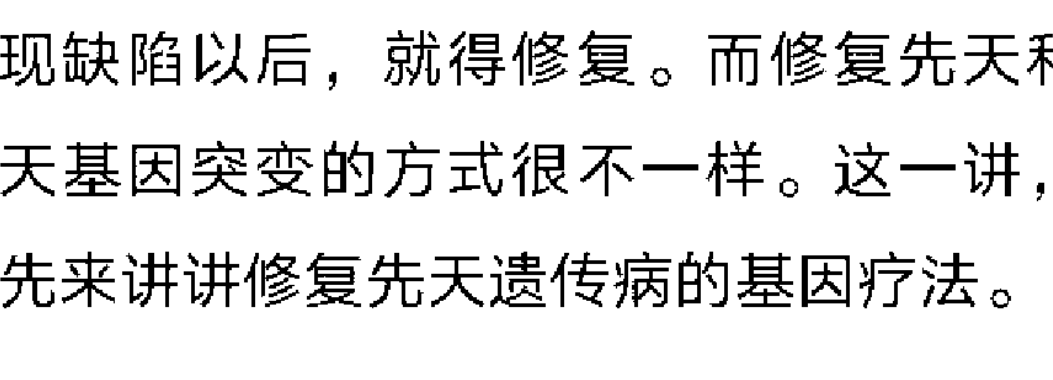 现缺陷以后，就得修复。而修复先天和
天基因突变的方式很不一样。这一讲，
先来讲讲修复先天遗传病的基因疗法。